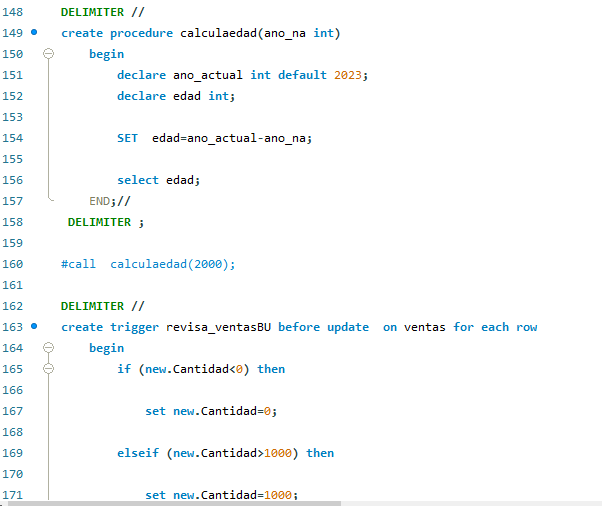 148 DELIMITER //
149 create procedure calculaedad(ano_na int)
150 begin
151 declare ano_actual int default 2023;
152 declare edad int;
153
154 SET  edad=ano_actual-ano_na;
155
156 select edad;
157 END;//
158 DELIMITER ;
159
160 #call  calculaedad(2000);
161
162 DELIMITER //
163 create trigger revisa_ventasBU before update  on ventas for each row
164 begin
165 if (new.Cantidad<0) then
166
167 set new.Cantidad=0;
168
169 elseif (new.Cantidad>1000) then
170
171 set new.Cantidad=1000;